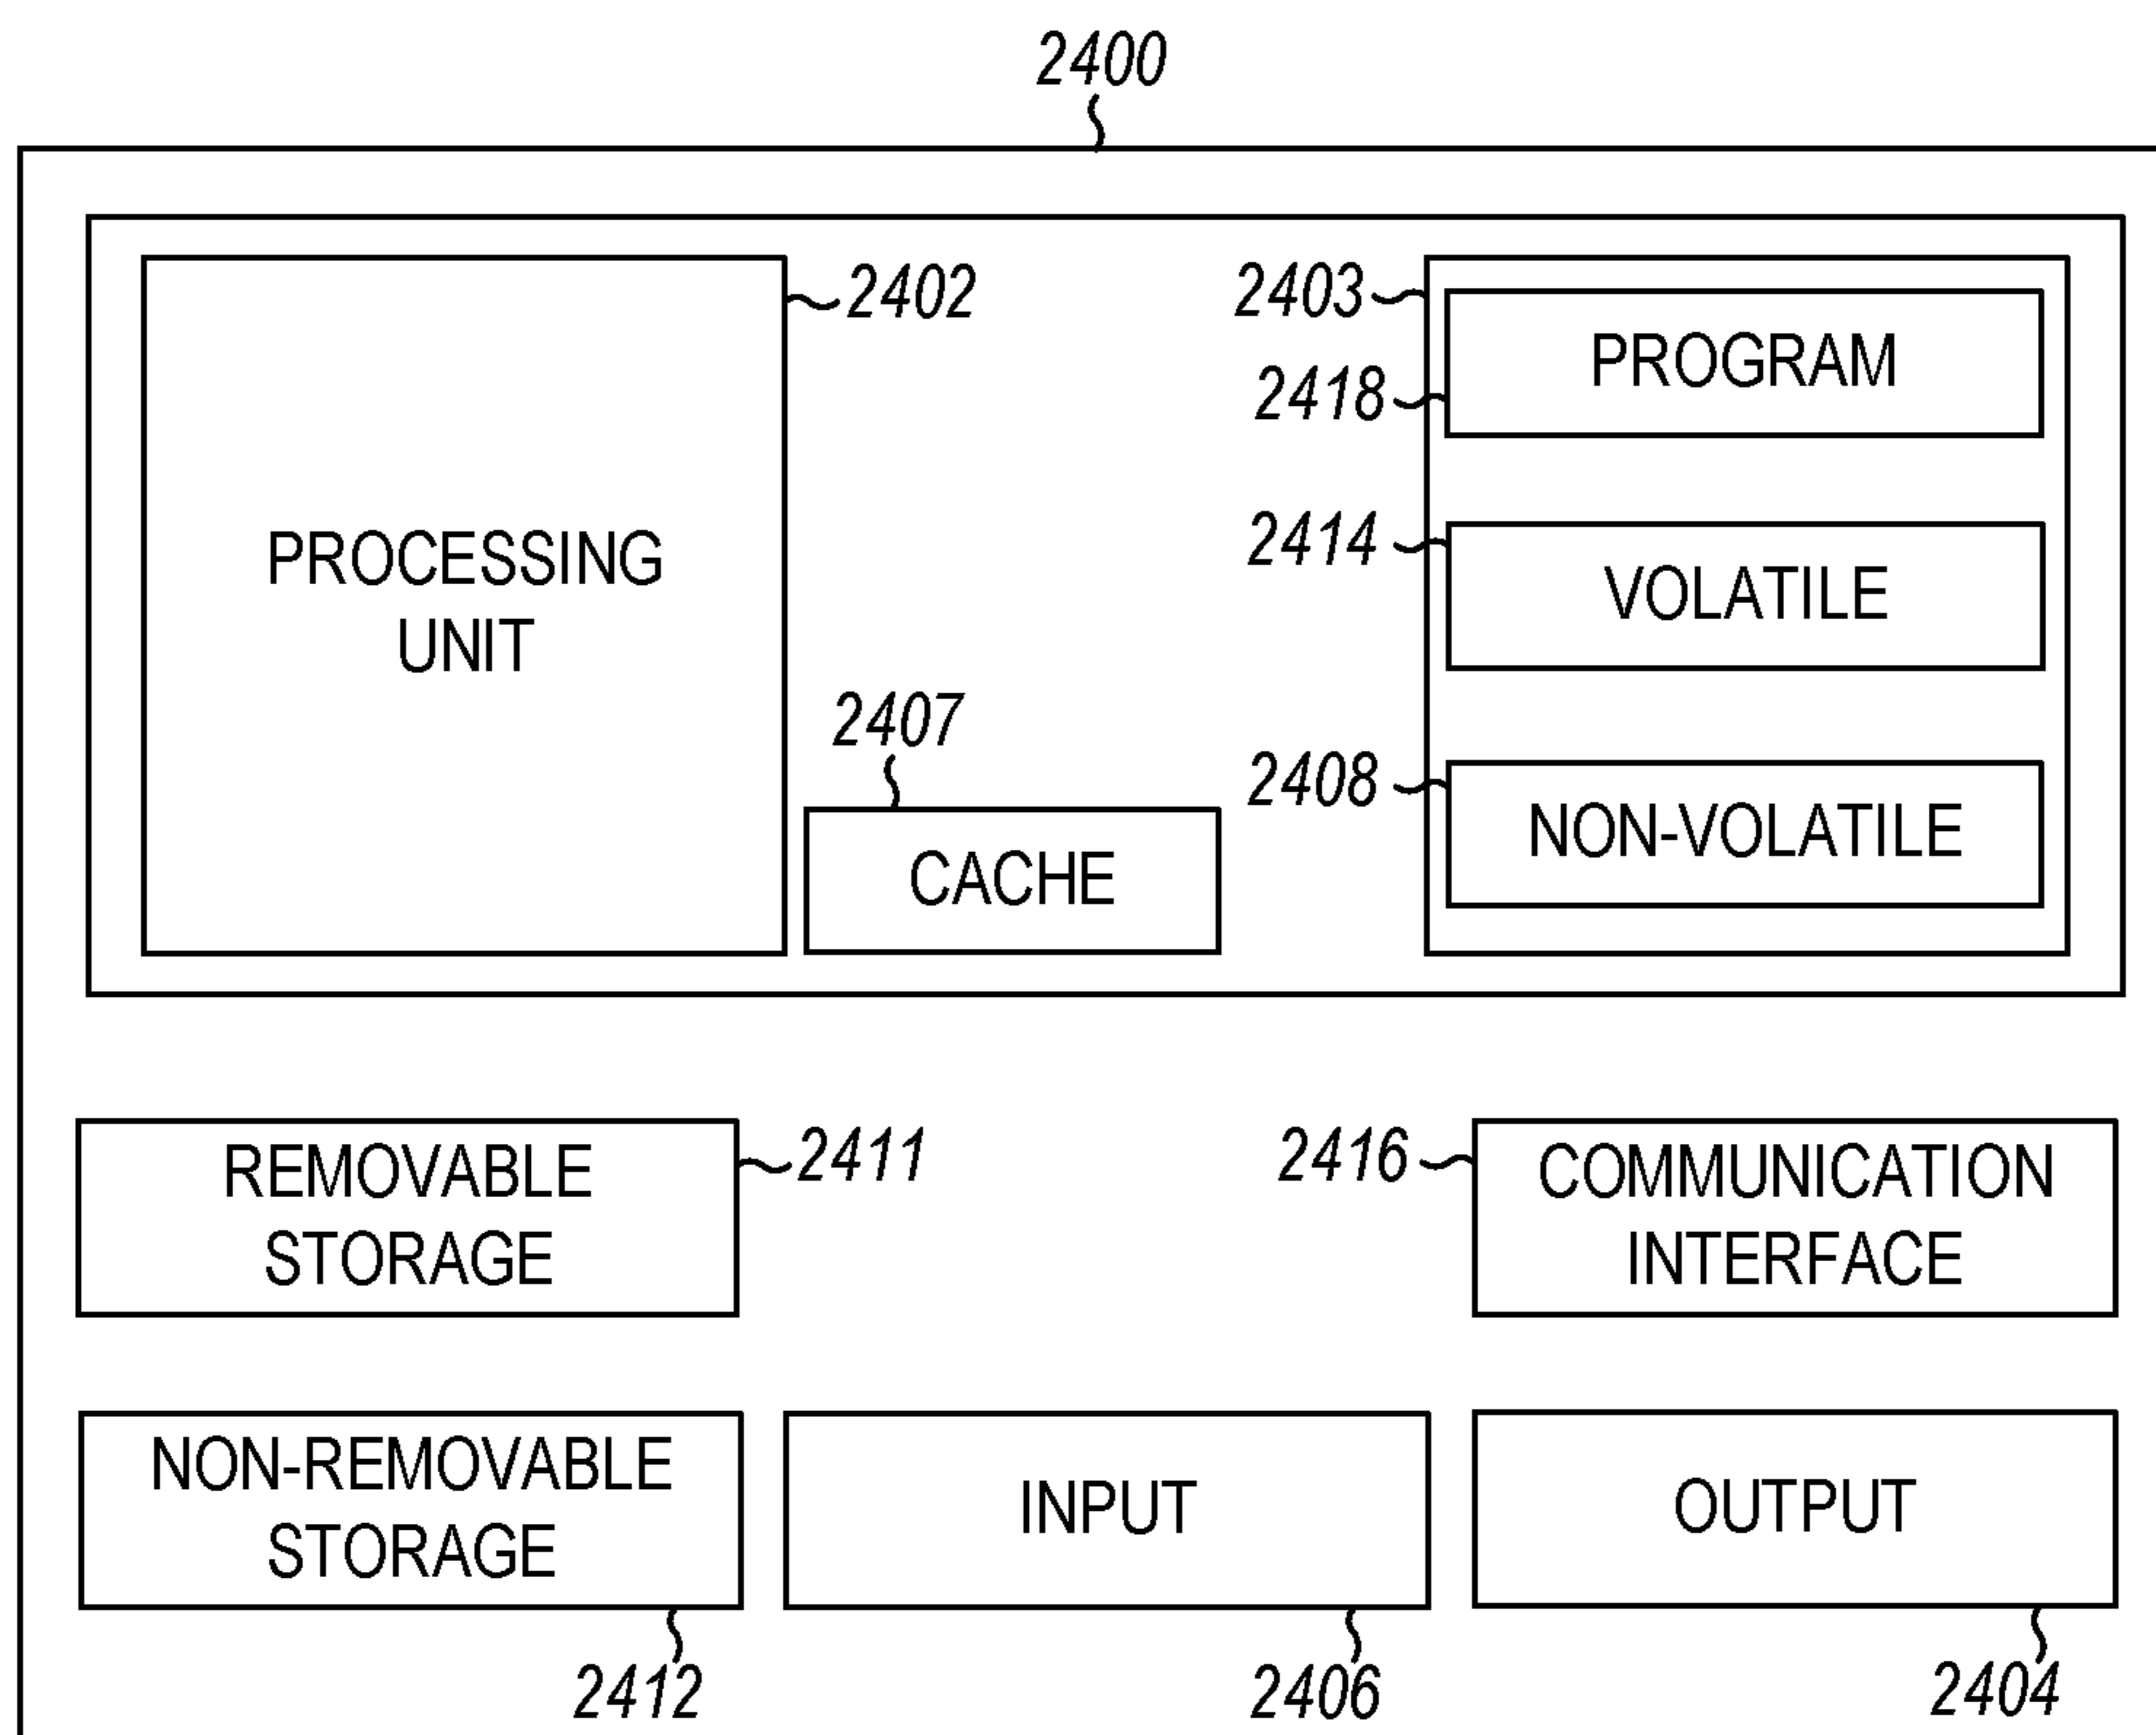 2400
2402
2403
PROGRAM
2418
2414
VOLATILE
PROCESSING
UNIT
2407
2408
NON-VOLATILE
CACHE
REMOVABLE
STORAGE
2411
2416
COMMUNICATION
INTERFACE
NON-REMOVABLE
STORAGE
INPUT
OUTPUT
2412
2406
2404